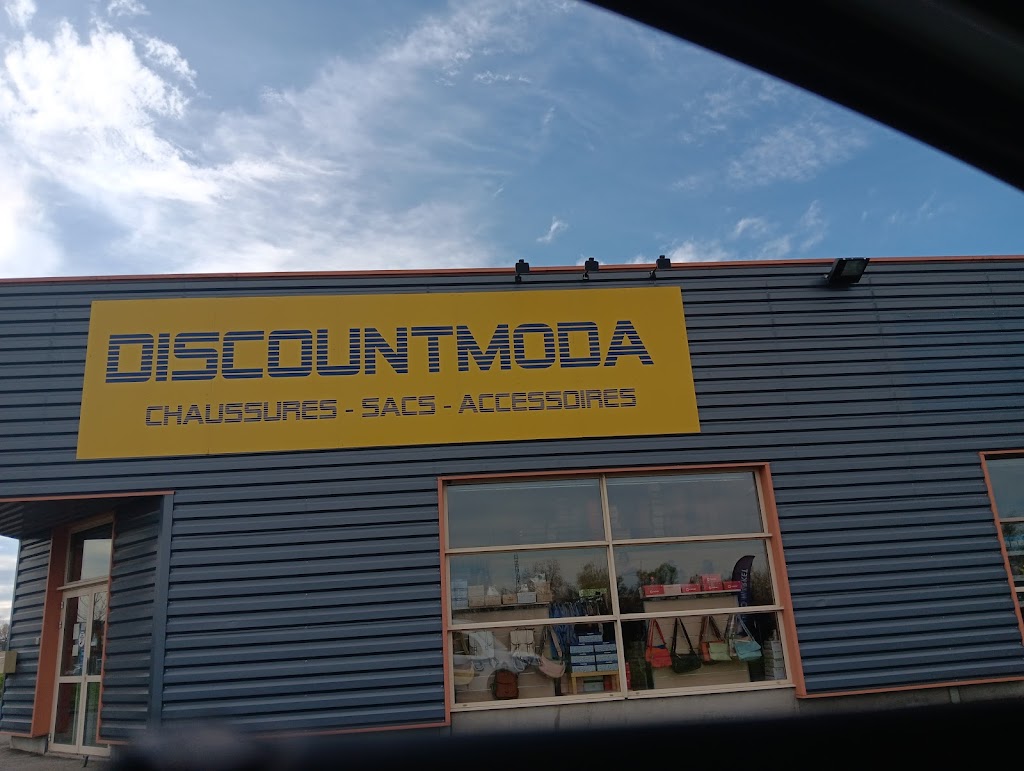 DISCOUNTMODA
CHAUSSURES - SACS - ACCESSOIRES